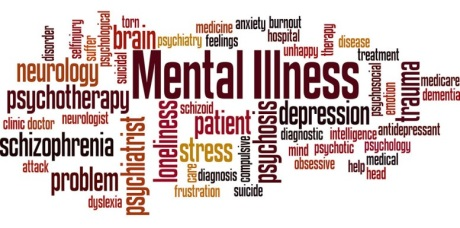 disorder
selfinjury
suffer
psychological
torn
suicidal
brain
medicine
psychiatry
feelings
anxiety
burnout
hospital
unhappy
therapy
disease
treatment
neurology
Mental Illness
psychosocial
emotion
trauma
medicare
dementia
psychotherapy
clinic doctor
neurologist
psychiatrist
loneliness
schizoid
patient
psychosis
depression
antidepressant
schizophrenia
stress
compulsive
diagnostic
intelligence
mind
psychotic
psychology
attack
problem
care
diagnosis
obsessive
help
medical
head
dyslexia
frustration
suicide